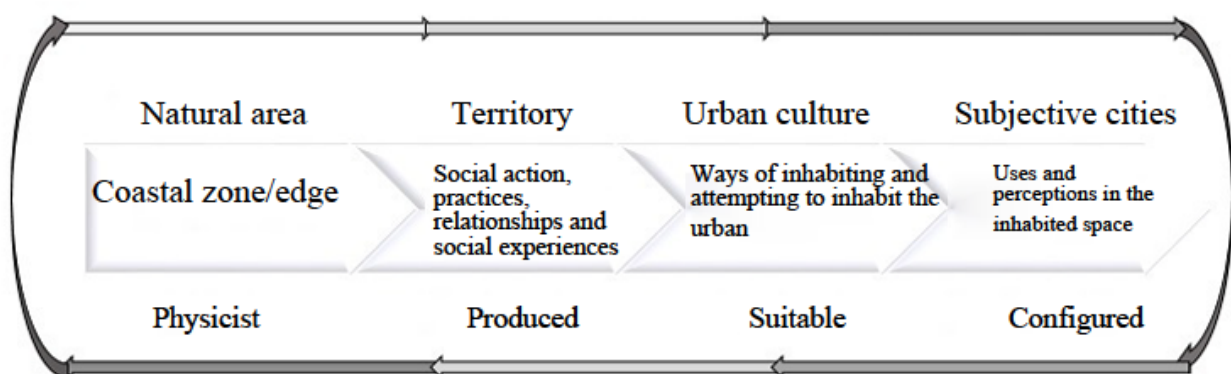 Natural area
Territory
Urban culture
Subjective cities
Coastal zone/edge
Social action,
practices,
relationships and
social experiences
Ways of inhabiting and
attempting to inhabit the
urban
Uses and
perceptions in the
inhabited space
Physicist
Produced
Suitable
Configured